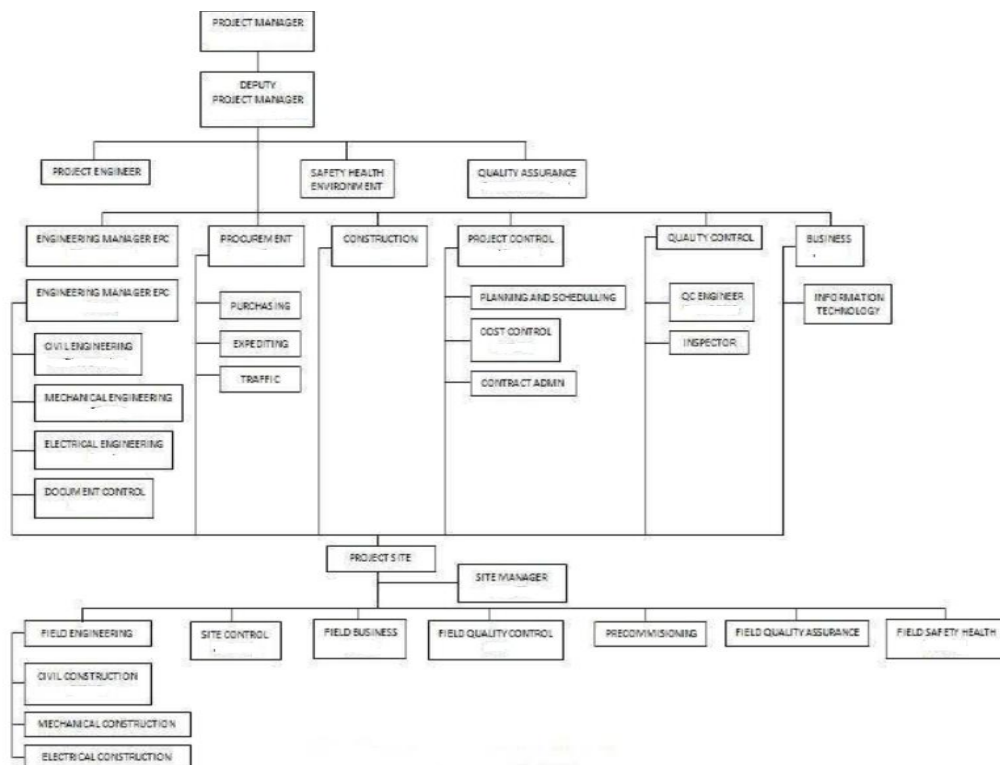 PROJECT MANAGER
DEPUTY
PROJECT MANAGER
PROJECT ENGINEER
SAFETY HEALTH
ENVIRONMENT
QUALITY ASSURANCE
ENGINEERING MANAGER EPC
PROCUREMENT
CONSTRUCTION
PROJECT CONTROL
QUALITY CONTROL
BUSINESS
ENGINEERING MANAGER EPC
PURCHASING
EXPEDITING
TRAFFIC
PLANNING AND SCHEDULLING
COST CONTROL
CONTRACT ADMIN
QC ENGINEER
INSPECTOR
INFORMATION
TECHNOLOGY
CIVIL ENGINEERING
MECHANICAL ENGINEERING
ELECTRICAL ENGINEERING
DOCUMENT CONTROL
PROJECT SITE
SITE MANAGER
FIELD ENGINEERING
SITE CONTROL
FIELD BUSINESS
FIELD QUALITY CONTROL
PRECOMMISIONING
FIELD QUALITY ASSURANCE
FIELD SAFETY HEALTH
CIVIL CONSTRUCTION
MECHANICAL CONSTRUCTION
ELECTRICAL CONSTRUCTION